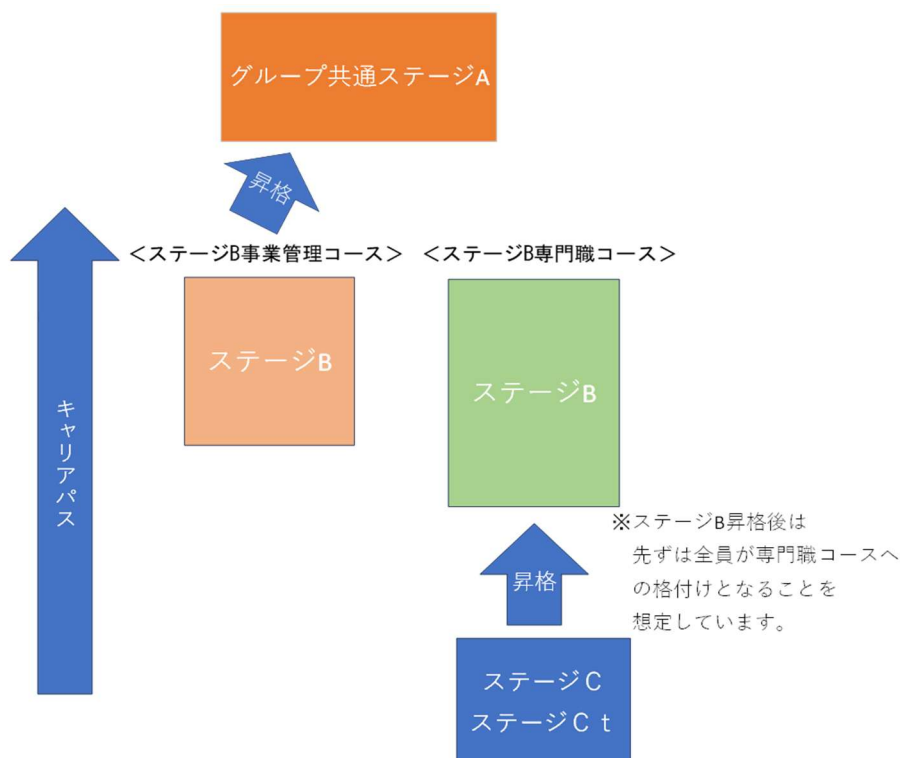 グループ共通ステージA
昇格
＜ステージB事業管理コース＞
＜ステージB専門職コース＞
ステージB
ステージB
キャリアパス
※ステージB昇格後は
先ずは全員が専門職コースへ
の格付けとなることを
想定しています。
昇格
ステージC
ステージCt